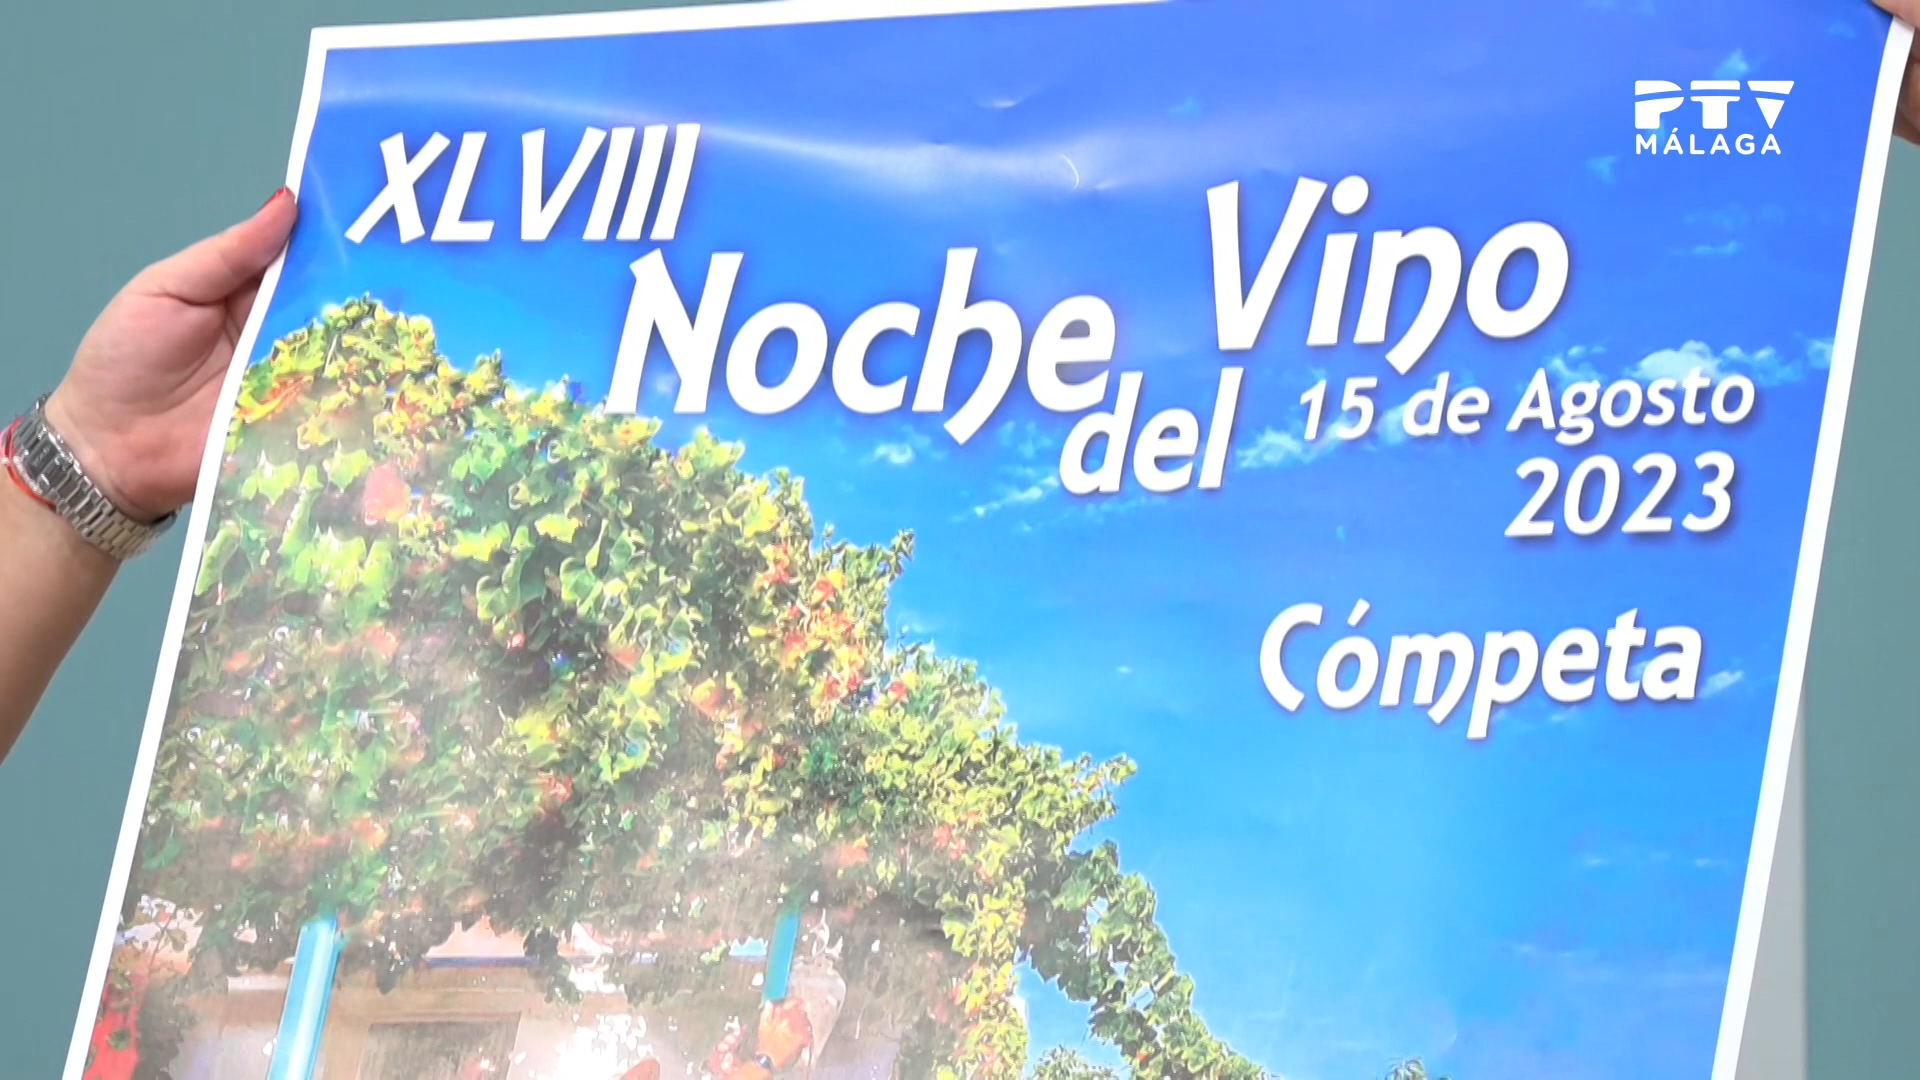 PTV
MÁLAGA
XLVIII
Noche
del
Vino
15 de Agosto
2023
Cómpeta